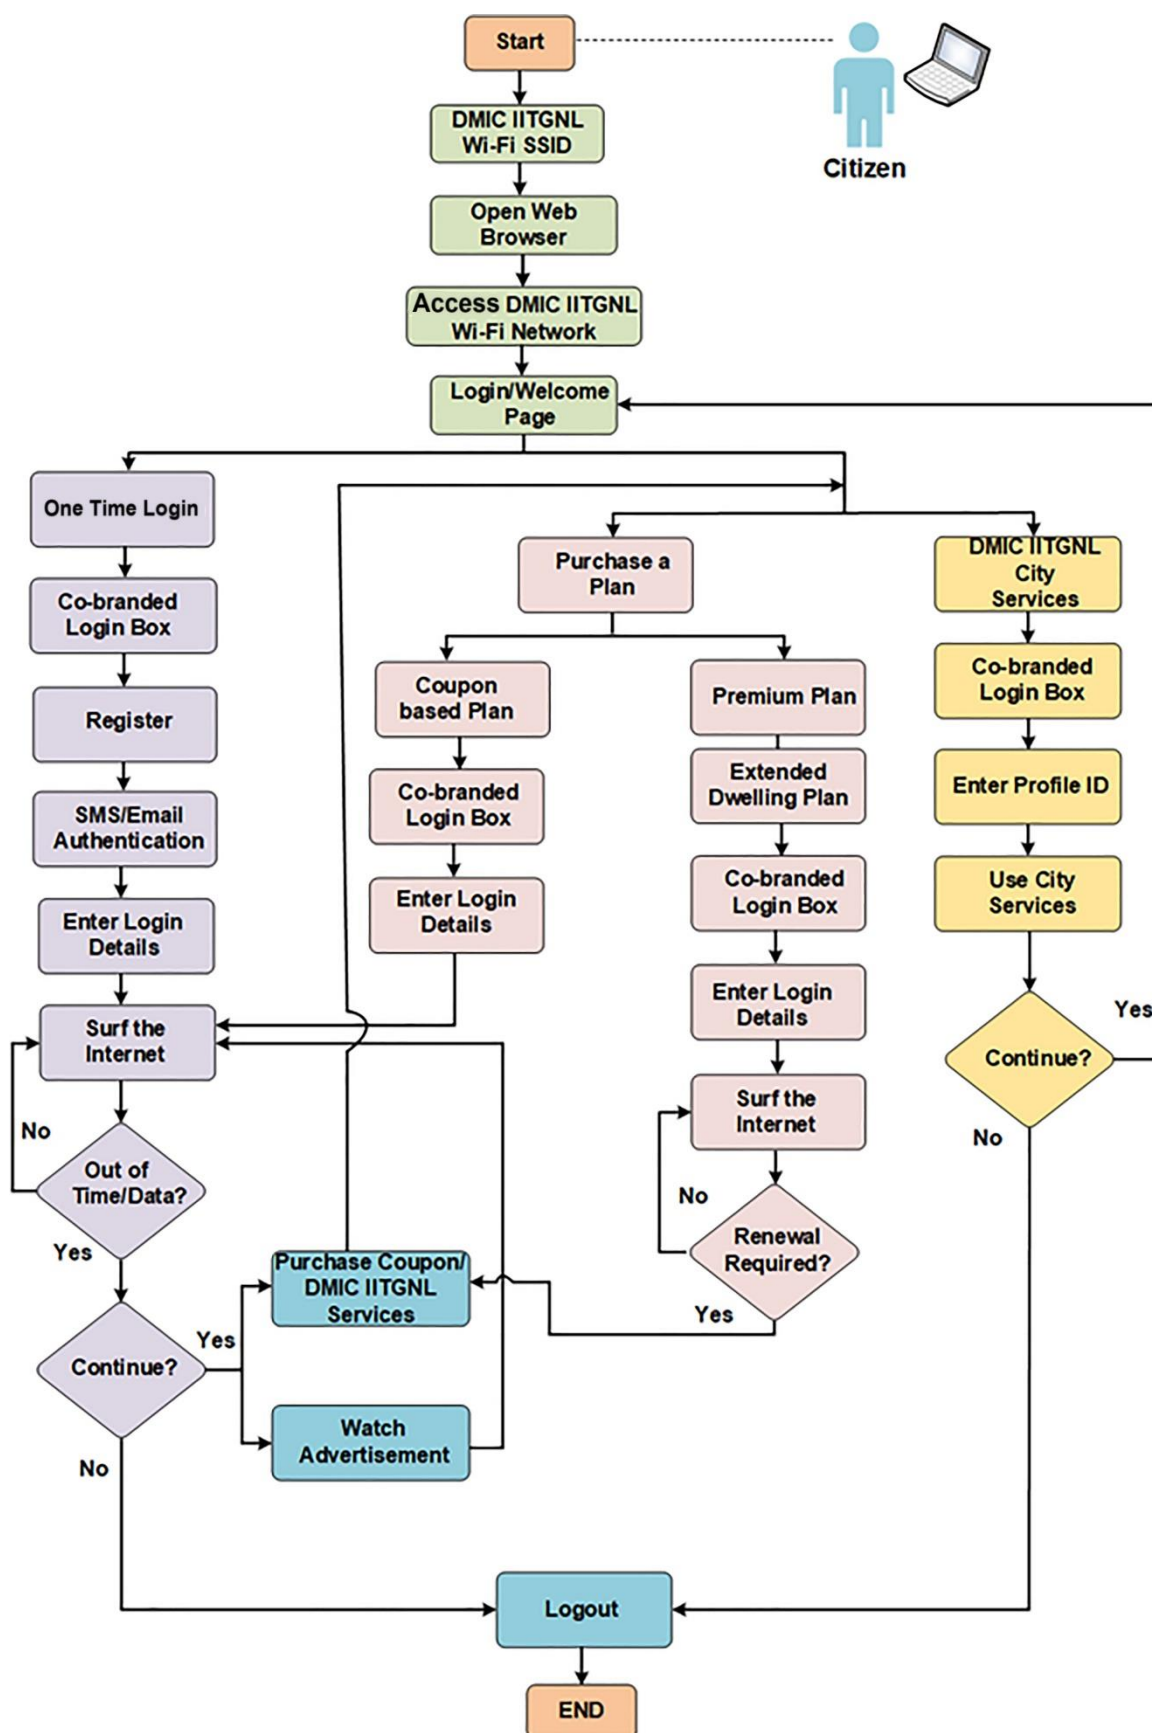 Start
Citizen
DMIC IITGNL
Wi-Fi SSID
Open Web
Browser
Access DMIC IITGNL
Wi-Fi Network
Login/Welcome
Page
One Time Login
Co-branded
Login Box
Register
SMS/Email
Authentication
Enter Login
Details
Surf the
Internet
No
Out of
Time/Data?
Yes
Continue?
Yes
No
Purchase Coupon/
DMIC IITGNL
Services
Watch
Advertisement
Purchase a
Plan
Coupon
based Plan
Co-branded
Login Box
Enter Login
Details
Premium Plan
Extended
Dwelling Plan
Co-branded
Login Box
Enter Login
Details
Surf the
Internet
No
Renewal
Required?
Yes
DMIC IITGNL
City
Services
Co-branded
Login Box
Enter Profile ID
Use City
Services
Continue?
Yes
No
Logout
END